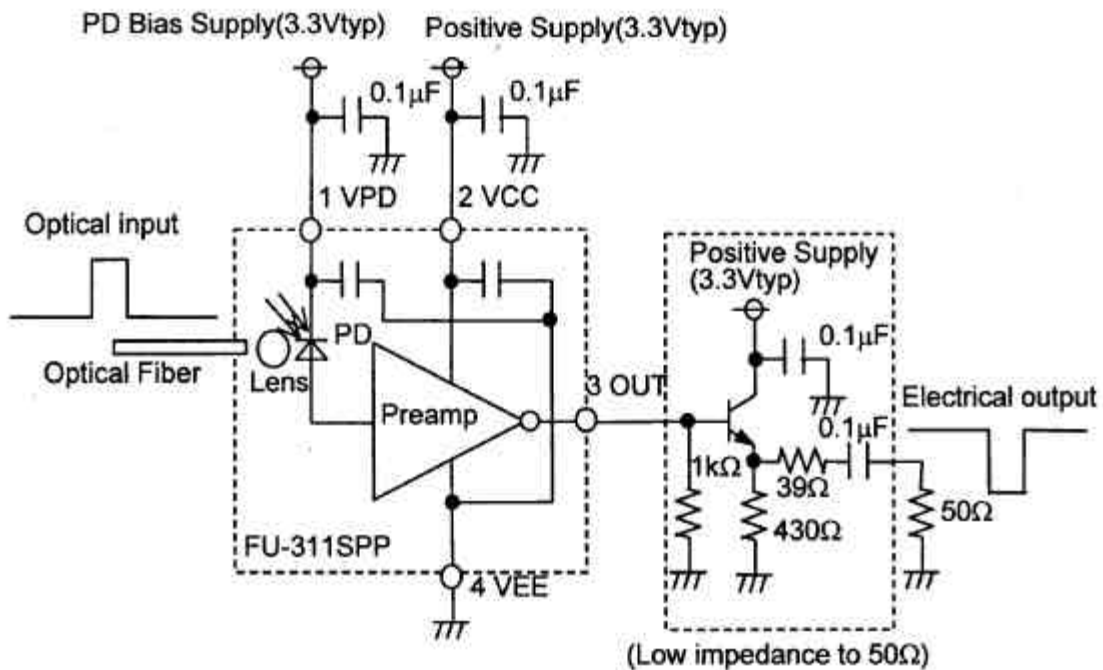 PD Bias Supply(3.3Vtyp)
Positive Supply(3.3Vtyp)
0.1µF
0.1µF
1 VPD
2 VCC
Optical input
Positive Supply
(3.3Vtyp)
0.1µF
PD
Optical Fiber
Lens
Preamp
3 OUT
Electrical output
0.1µF
1kΩ
39Ω
430Ω
50Ω
FU-311SPP
4 VEE
(Low impedance to 50Ω)